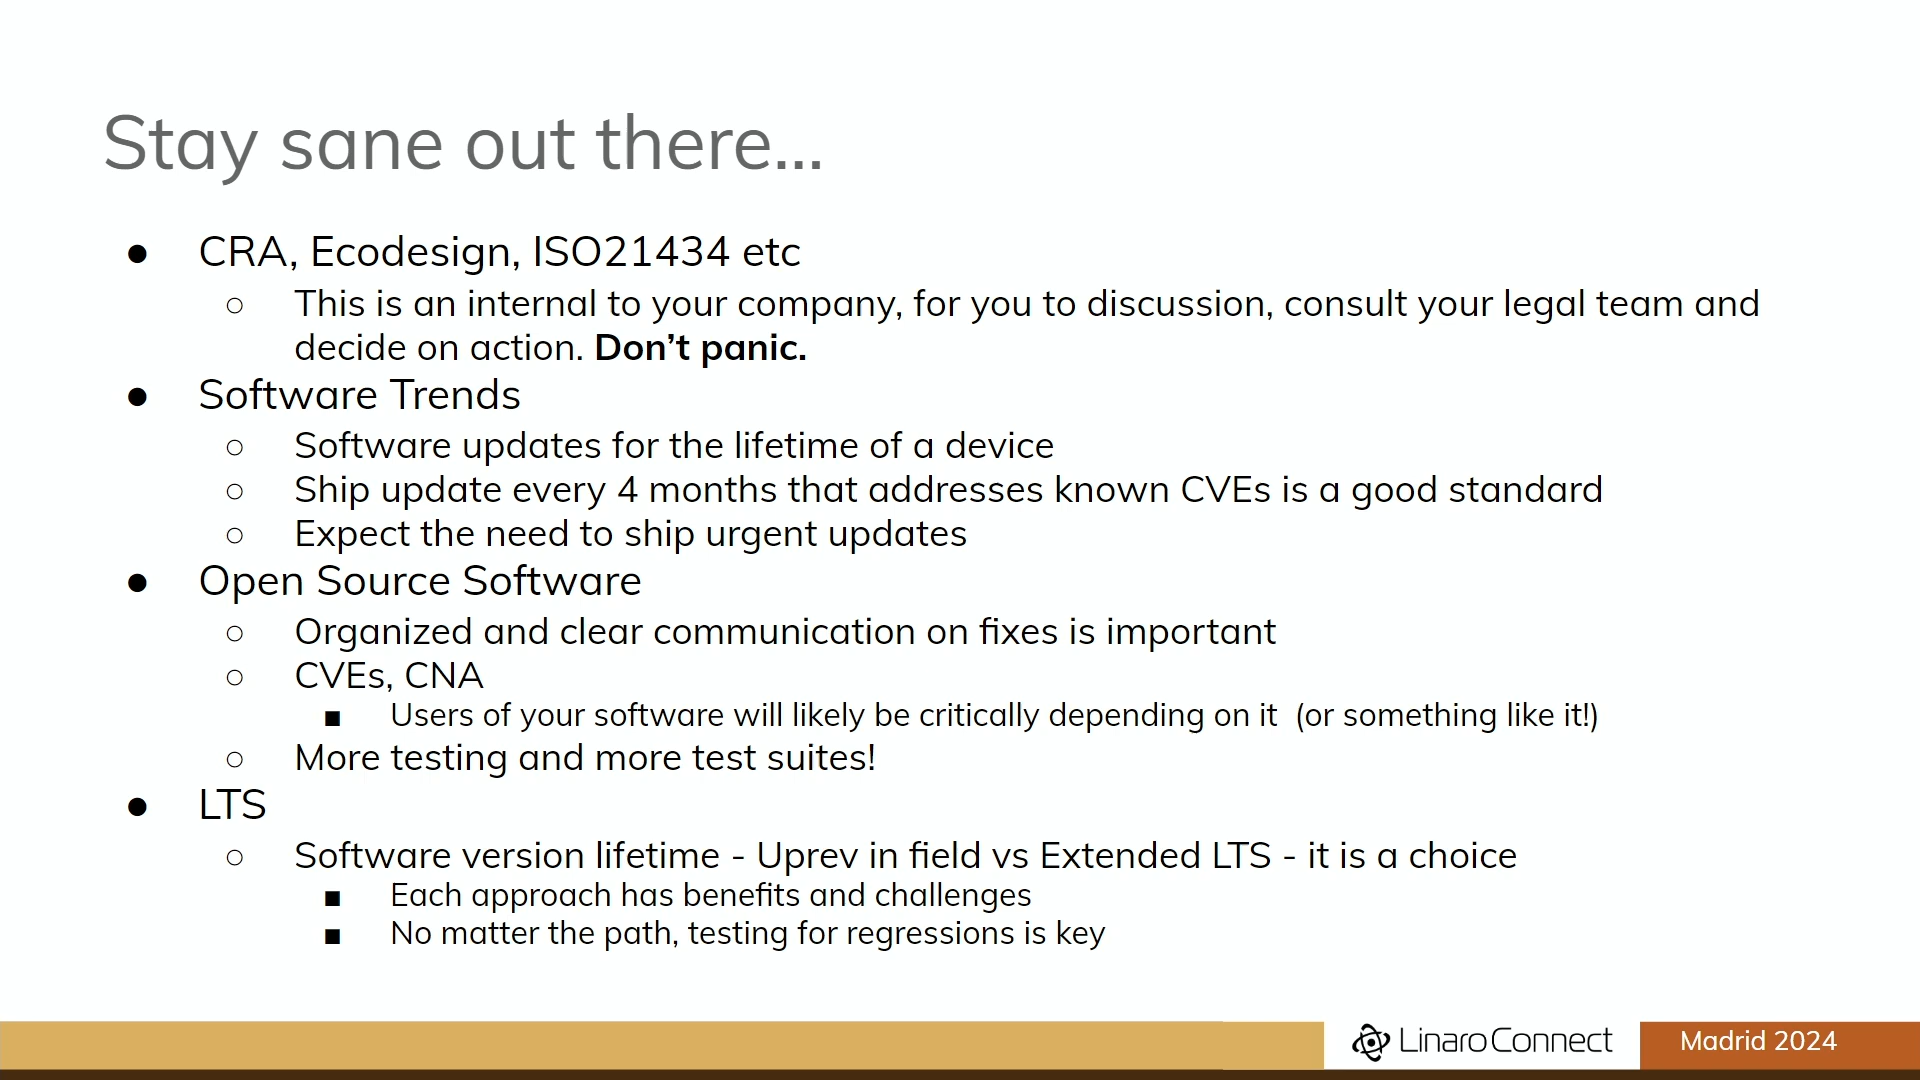 Stay sane out there...
● CRA, Ecodesign, ISO21434 etc
○ This is an internal to your company, for you to discussion, consult your legal team and
decide on action. Don’t panic.
● Software Trends
○ Software updates for the lifetime of a device
○ Ship update every 4 months that addresses known CVEs is a good standard
○ Expect the need to ship urgent updates
● Open Source Software
○ Organized and clear communication on fixes is important
○ CVEs, CNA
■ Users of your software will likely be critically depending on it  (or something like it!)
○ More testing and more test suites!
● LTS
○ Software version lifetime - Uprev in field vs Extended LTS - it is a choice
■ Each approach has benefits and challenges
■ No matter the path, testing for regressions is key
Linaro Connect
Madrid 2024